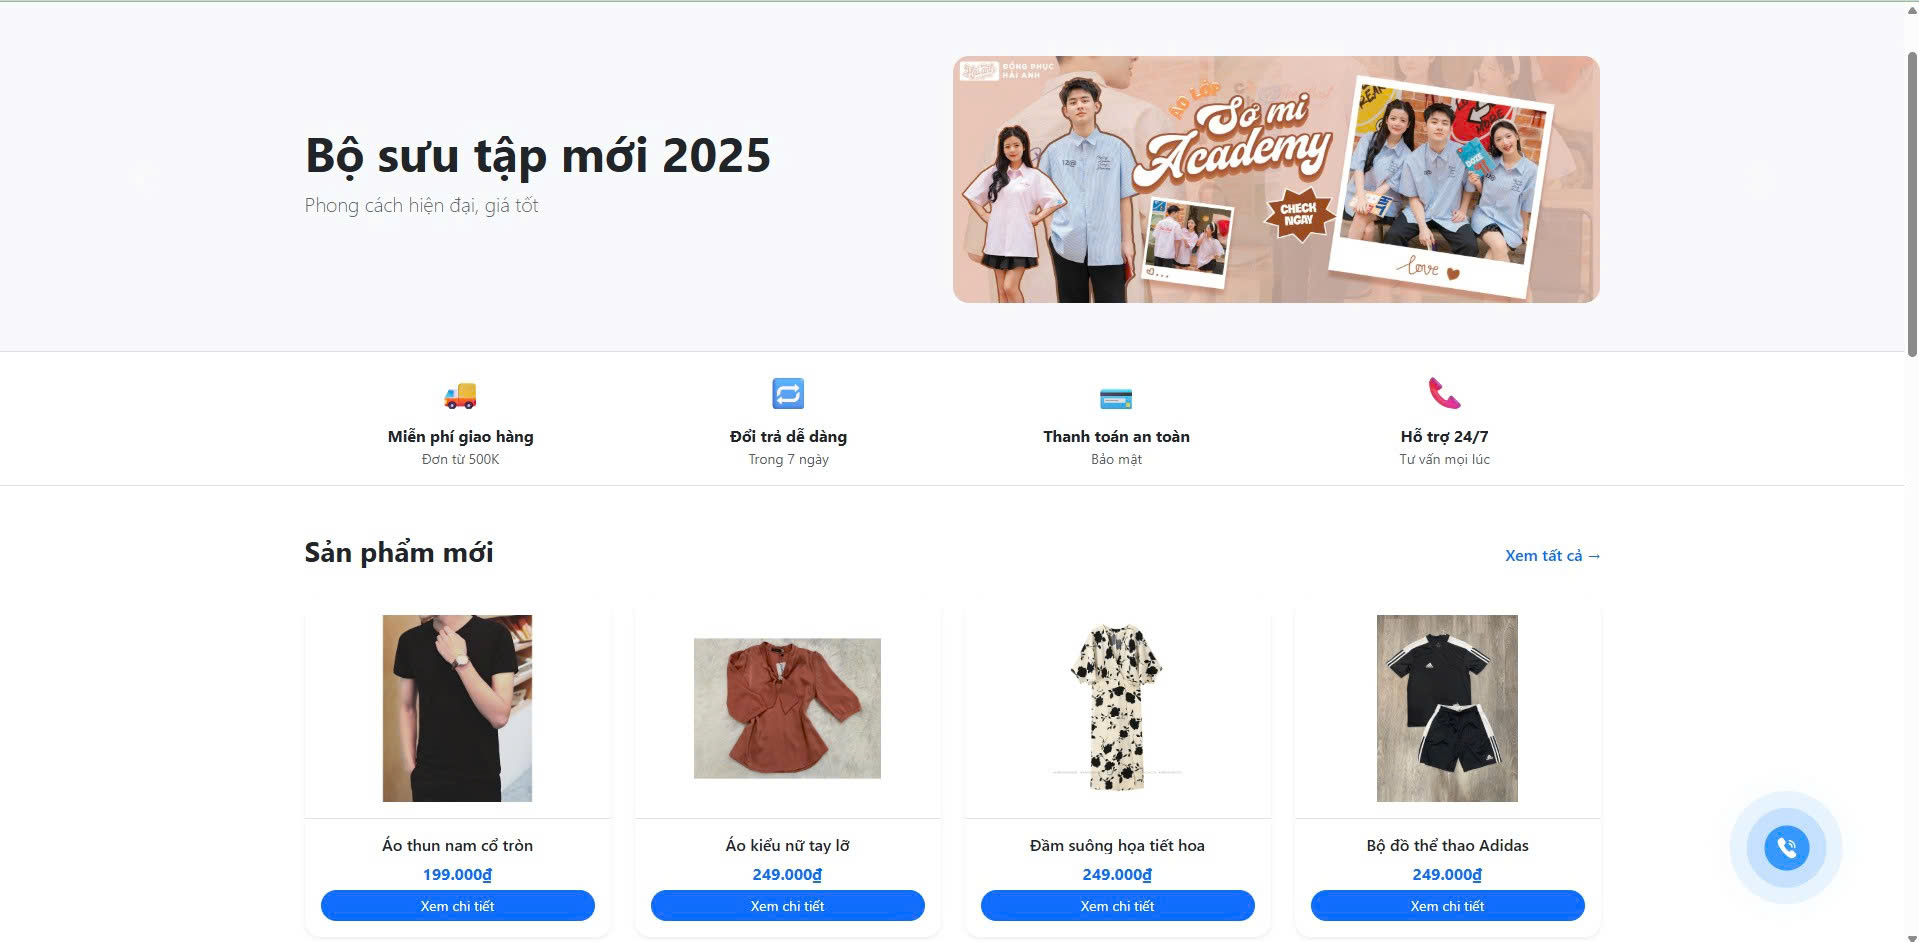 ĐỒNG PHỤC
HẢI ANH
ÁO LỚP
Sơ mi
Academy
CHECK
NGAY
love
Bộ sưu tập mới 2025
Phong cách hiện đại, giá tốt
Miễn phí giao hàng
Đơn từ 500K
Đổi trả dễ dàng
Trong 7 ngày
Thanh toán an toàn
Bảo mật
Hỗ trợ 24/7
Tư vấn mọi lúc
Sản phẩm mới
Xem tất cả →
Áo thun nam cổ tròn
199.000₫
Xem chi tiết
Áo kiểu nữ tay lỡ
249.000₫
Xem chi tiết
Đầm suông họa tiết hoa
249.000₫
Xem chi tiết
Bộ đồ thể thao Adidas
249.000₫
Xem chi tiết